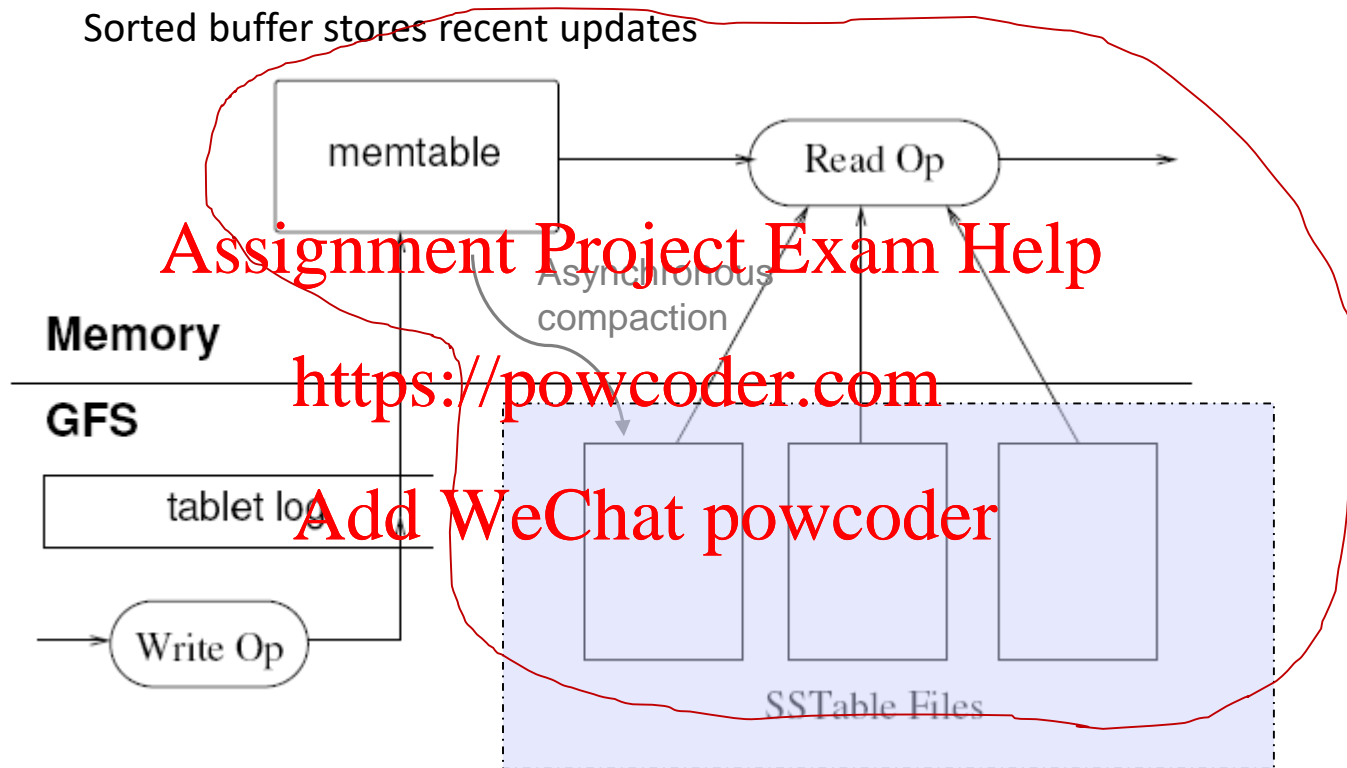 Sorted buffer stores recent updates
memtable
Read Op
Assignment Project Exam Help
Asynchronous
compaction
Memory
https://powcoder.com
GFS
tablet log
Add WeChat powcoder
Write Op
SSTable Files